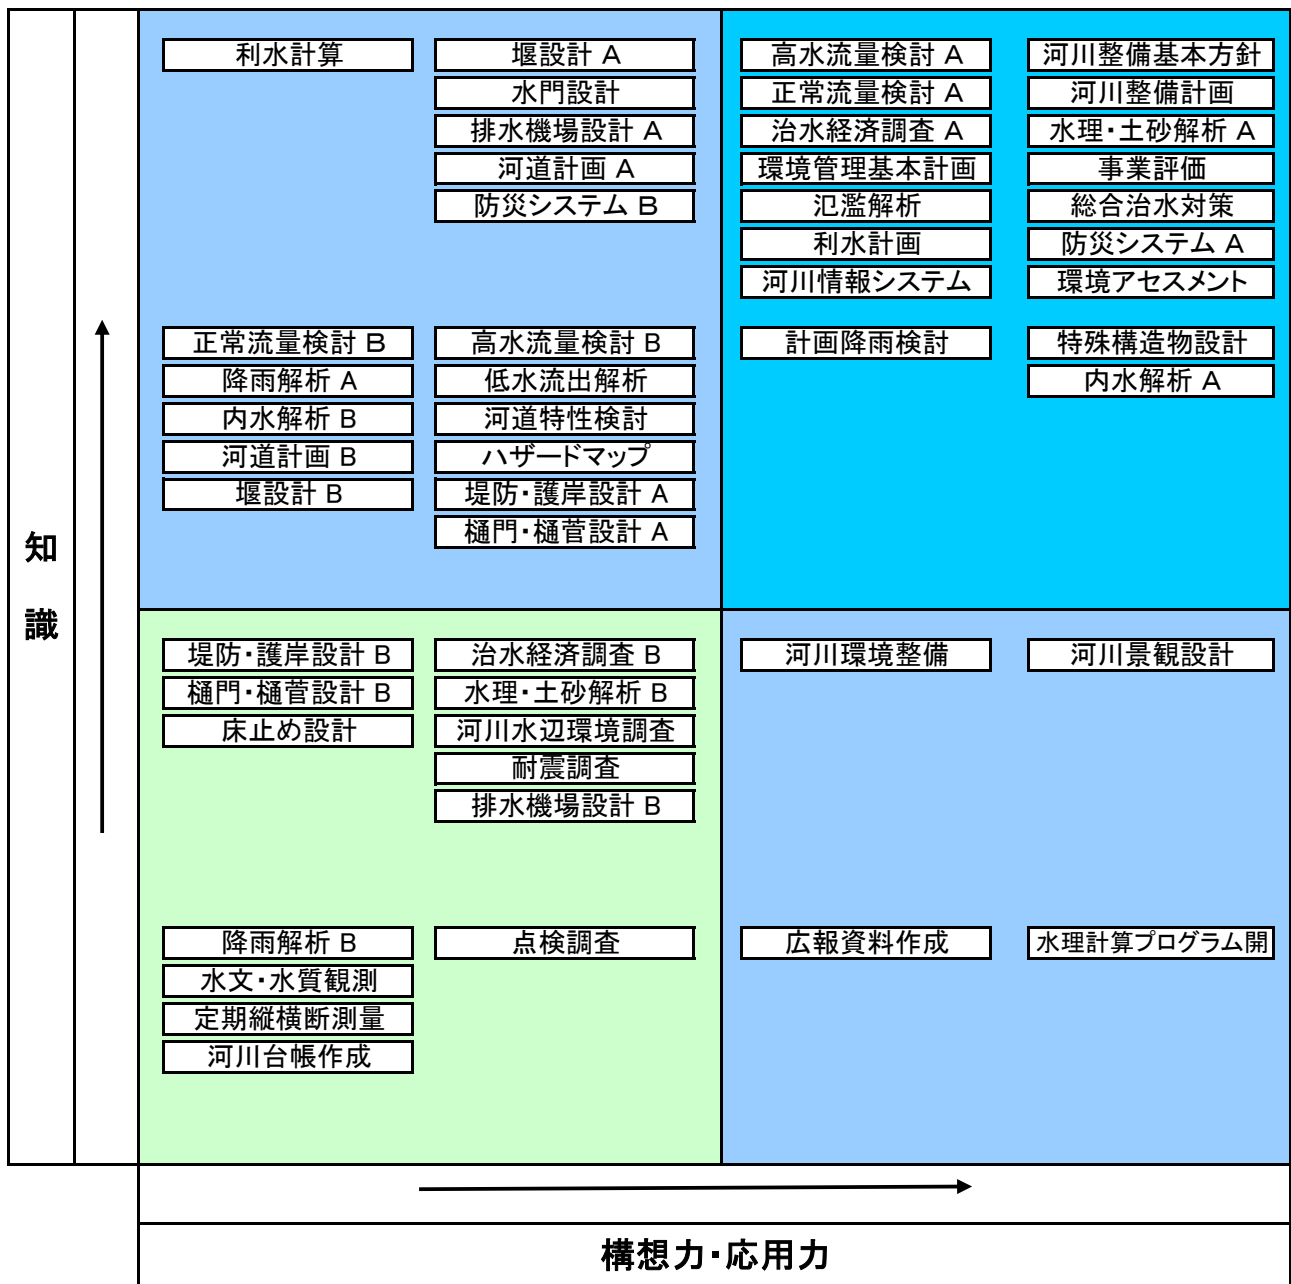 利水計算
堰設計 A
水門設計
排水機場設計 A
河道計画 A
防災システム B
高水流量検討 A
正常流量検討 A
治水経済調査 A
環境管理基本計画
氾濫解析
利水計画
河川情報システム
河川整備基本方針
河川整備計画
水理・土砂解析 A
事業評価
総合治水対策
防災システム A
環境アセスメント
正常流量検討 B
降雨解析 A
内水解析 B
河道計画 B
堰設計 B
高水流量検討 B
低水流出解析
河道特性検討
ハザードマップ
堤防・護岸設計 A
樋門・樋菅設計 A
計画降雨検討
特殊構造物設計
内水解析 A
知
識
堤防・護岸設計 B
樋門・樋菅設計 B
床止め設計
治水経済調査 B
水理・土砂解析 B
河川水辺環境調査
耐震調査
排水機場設計 B
河川環境整備
河川景観設計
降雨解析 B
水文・水質観測
定期縦横断測量
河川台帳作成
点検調査
広報資料作成
水理計算プログラム開
構想力・応用力